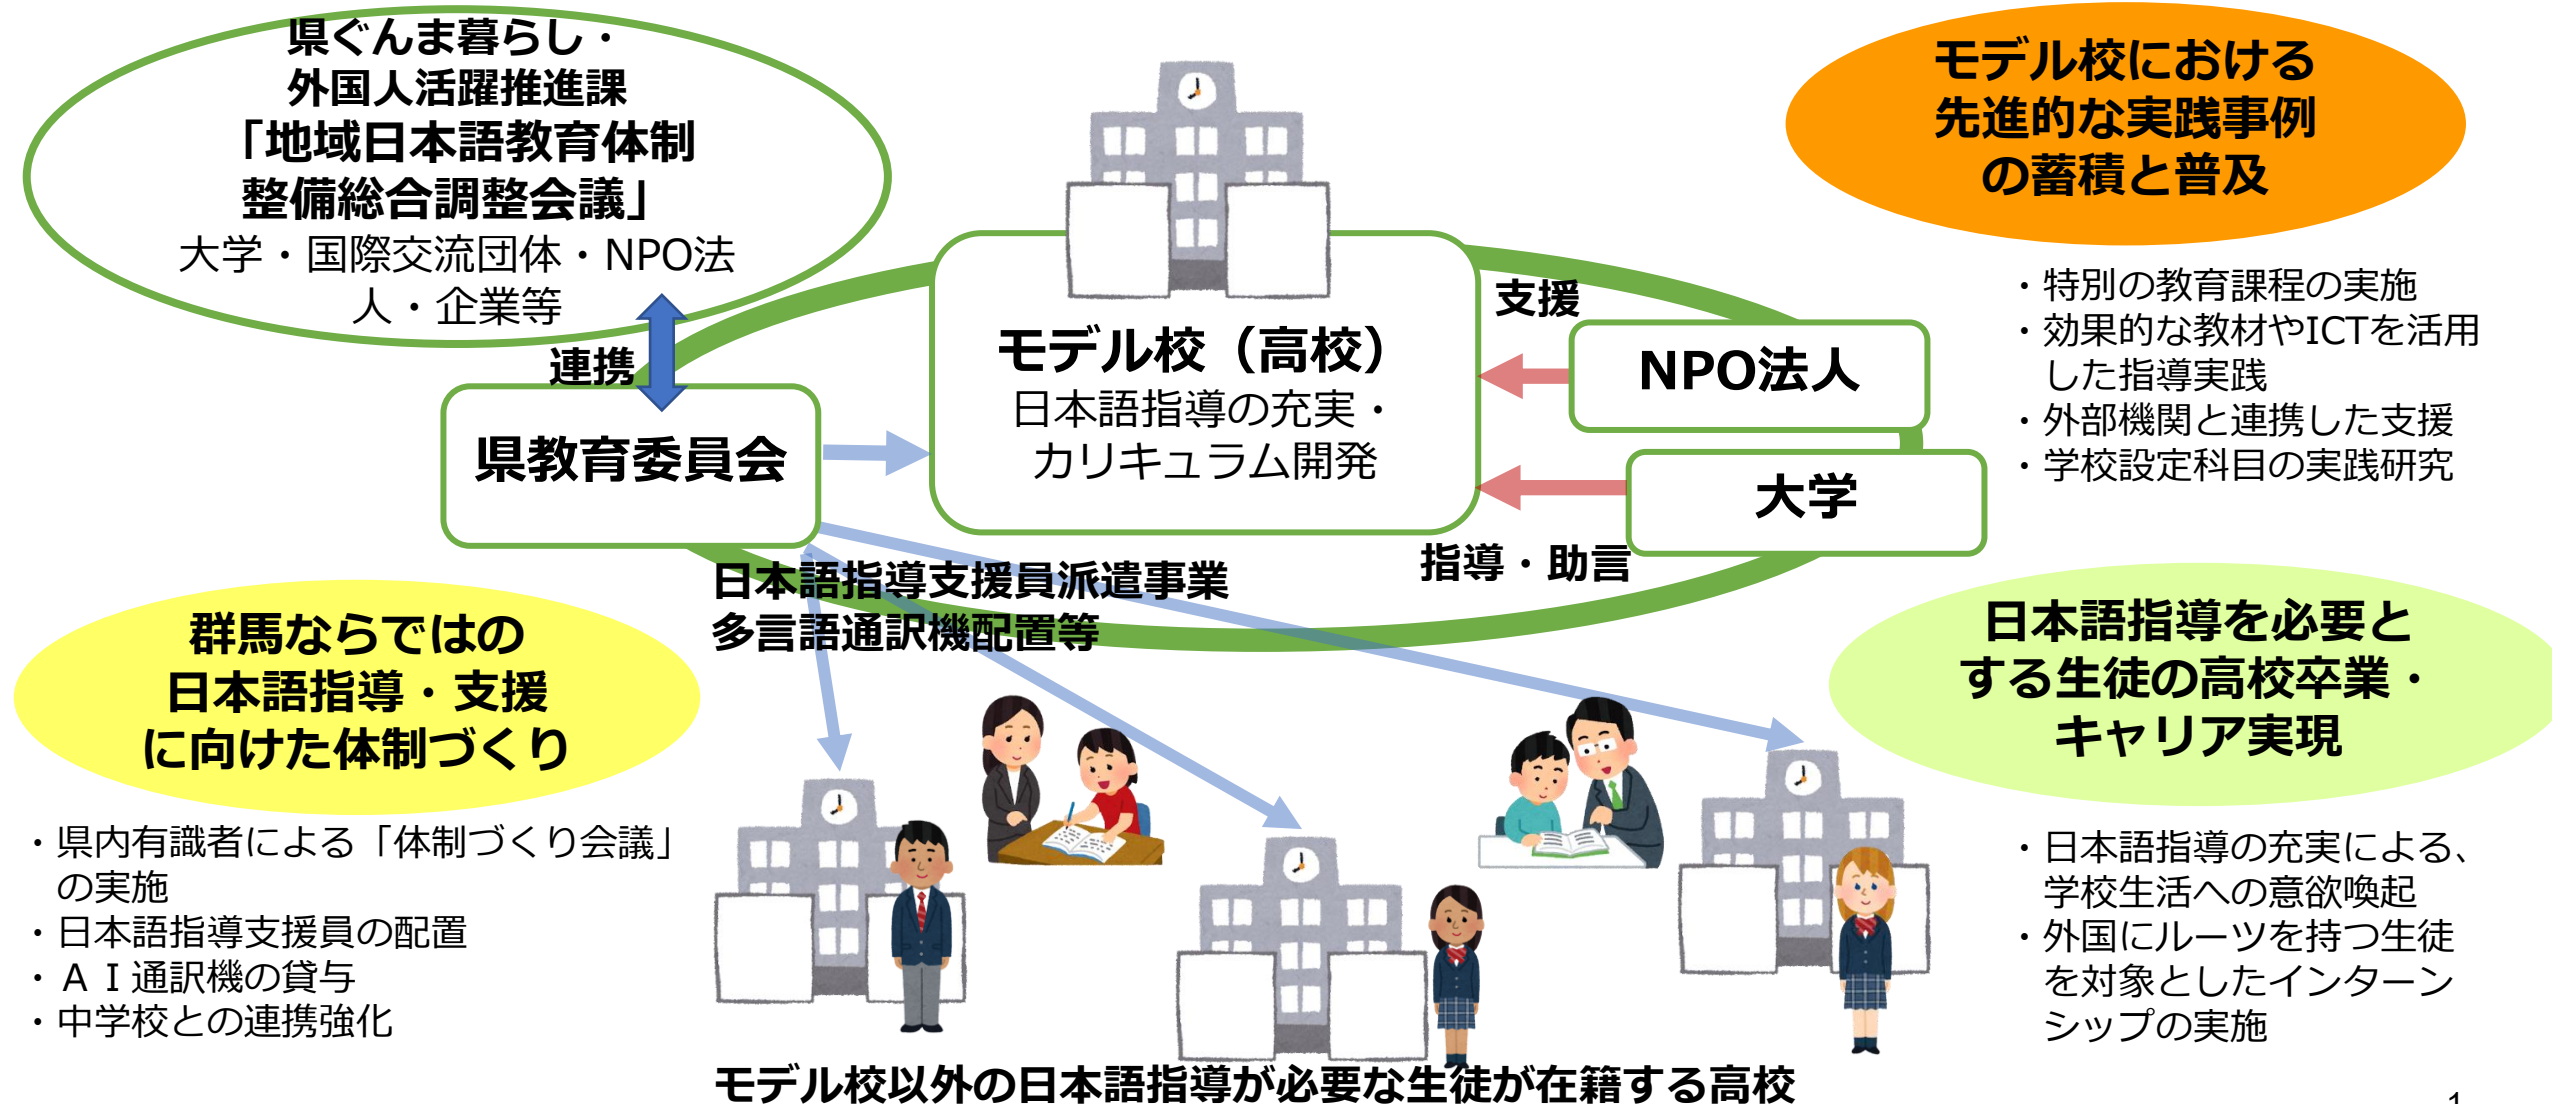 県ぐんま暮らし・
外国人活躍推進課
「地域日本語教育体制
整備総合調整会議」
大学・国際交流団体・NPO法
人・企業等
連携
県教育委員会
モデル校（高校）
日本語指導の充実・
カリキュラム開発
支援
NPO法人
大学
指導・助言
モデル校における
先進的な実践事例
の蓄積と普及
・特別の教育課程の実施
・効果的な教材やICTを活用
した指導実践
・外部機関と連携した支援
・学校設定科目の実践研究
日本語指導支援員派遣事業
多言語通訳機配置等
群馬ならではの
日本語指導・支援
に向けた体制づくり
・県内有識者による「体制づくり会議」
の実施
・日本語指導支援員の配置
・ＡＩ通訳機の貸与
・中学校との連携強化
日本語指導を必要と
する生徒の高校卒業・
キャリア実現
・日本語指導の充実による、
学校生活への意欲喚起
・外国にルーツを持つ生徒
を対象としたインターン
シップの実施
モデル校以外の日本語指導が必要な生徒が在籍する高校
1